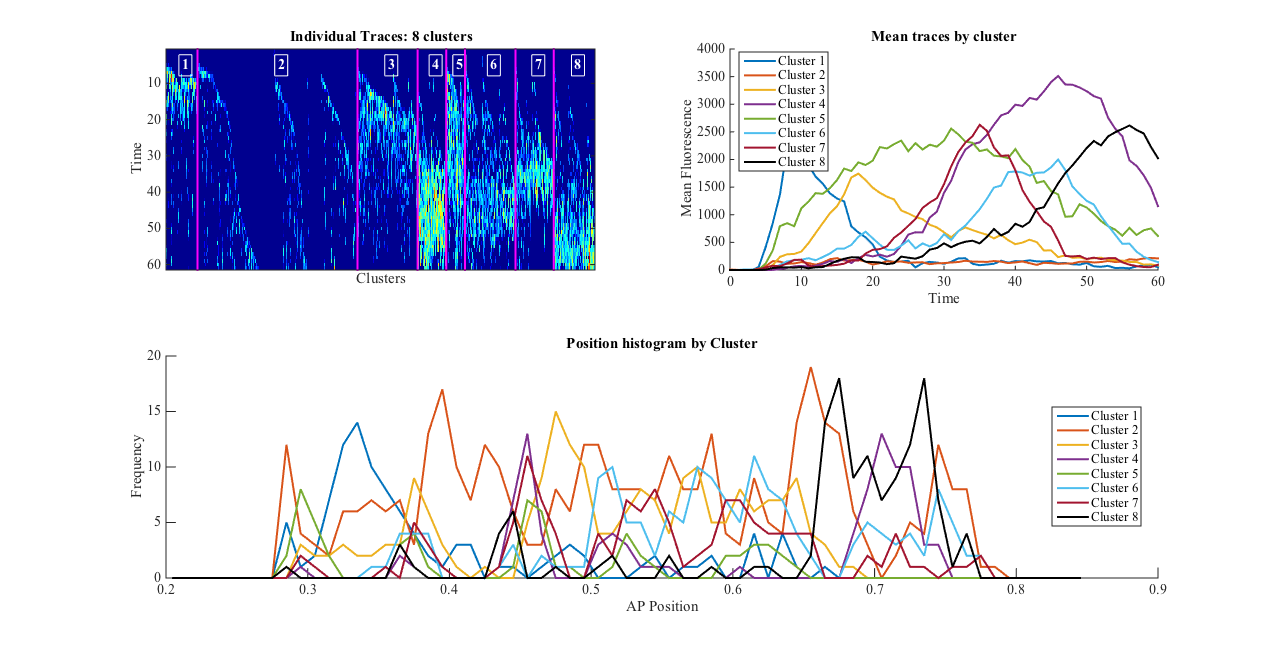 Individual Traces: 8 clusters
1 2 3 4 5 6 7 8
Time
10
20
30
40
50
60
Clusters
Mean traces by cluster
Mean Fluorescence
4000
3500
3000
2500
2000
1500
1000
500
0
Cluster 1
Cluster 2
Cluster 3
Cluster 4
Cluster 5
Cluster 6
Cluster 7
Cluster 8
0 10 20 30 40 50 60
Time
Position histogram by Cluster
Frequency
20
15
10
5
0
Cluster 1
Cluster 2
Cluster 3
Cluster 4
Cluster 5
Cluster 6
Cluster 7
Cluster 8
0.2 0.3 0.4 0.5 0.6 0.7 0.8 0.9
AP Position